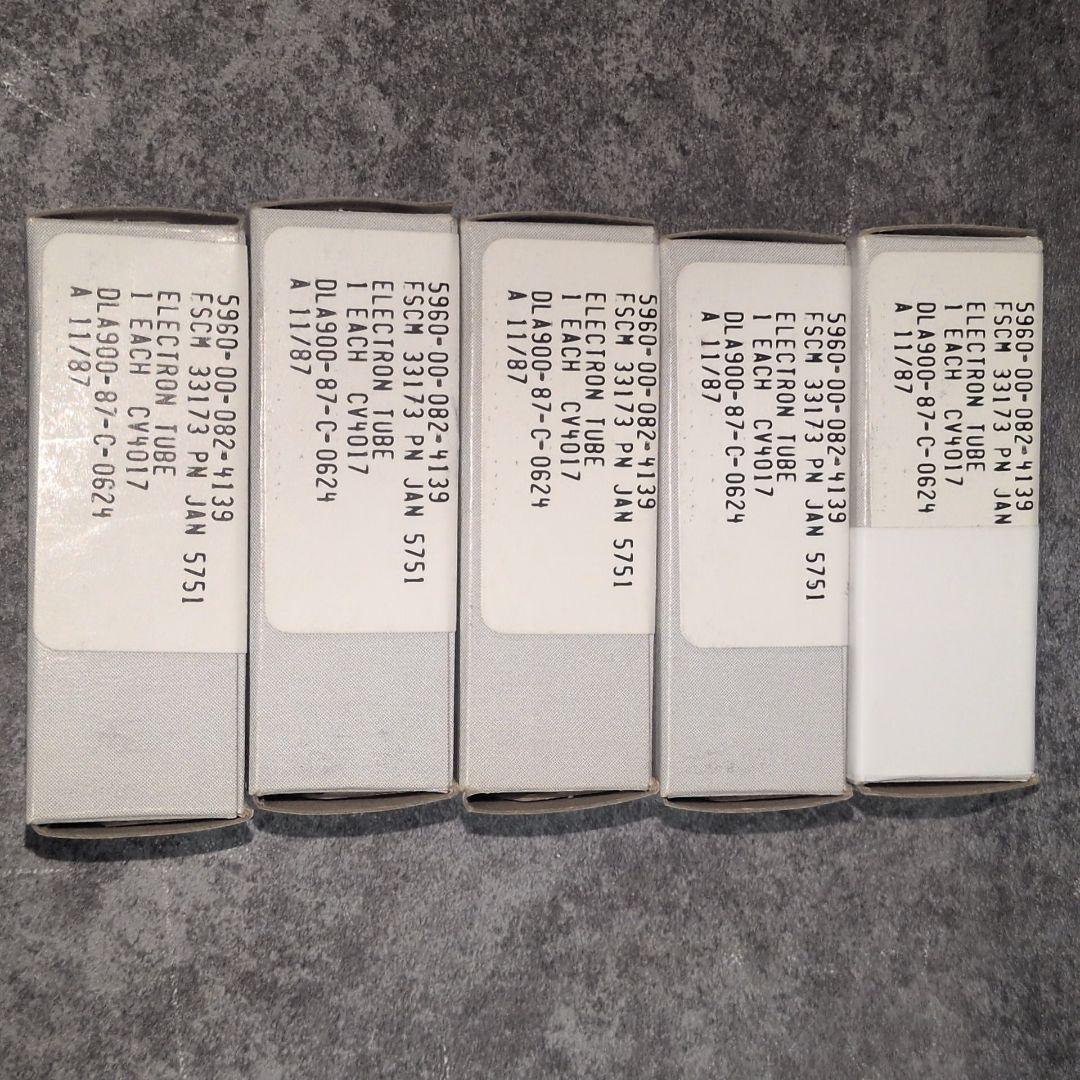 5960-00-082-4139
FSCM 33173 PN JAN 5751
ELECTRON TUBE
1 EACH CV4017
DLA900-87-C-0624
A 11/87
5960-00-082-4139
FSCM 33173 PN JAN 5751
ELECTRON TUBE
1 EACH CV4017
DLA900-87-C-0624
A 11/87
5960-00-082-4139
FSCM 33173 PN JAN 5751
ELECTRON TUBE
1 EACH CV4017
DLA900-87-C-0624
A 11/87
5960-00-082-4139
FSCM 33173 PN JAN 5751
ELECTRON TUBE
1 EACH CV4017
DLA900-87-C-0624
A 11/87
5960-00-082-4139
FSCM 33173 PN JAN
ELECTRON TUBE
1 EACH CV4017
DLA900-87-C-0624
A 11/87